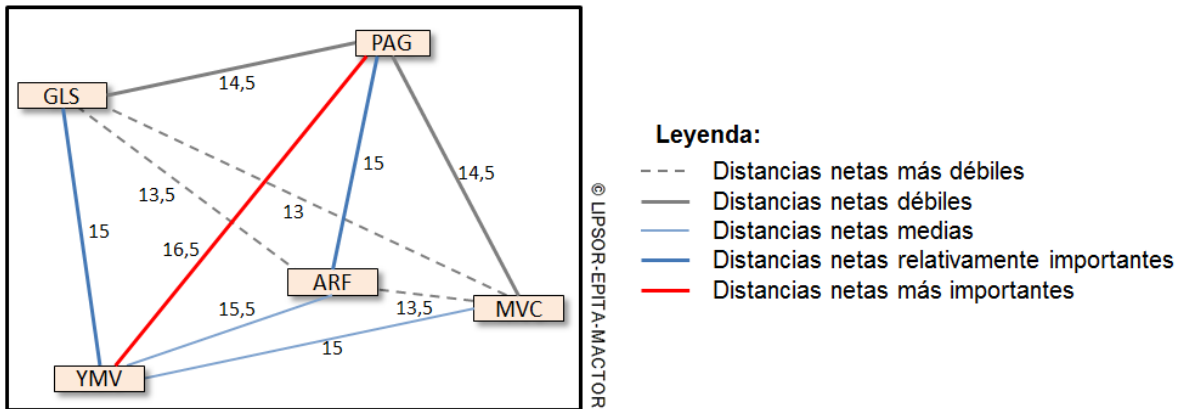 PAG
GLS
14,5
15
14,5
13,5
13
15
16,5
ARF
15,5
13,5
MVC
15
YMV
© LIPSOR-EPITA-MACTOR
Leyenda:
Distancias netas más débiles
Distancias netas débiles
Distancias netas medias
Distancias netas relativamente importantes
Distancias netas más importantes